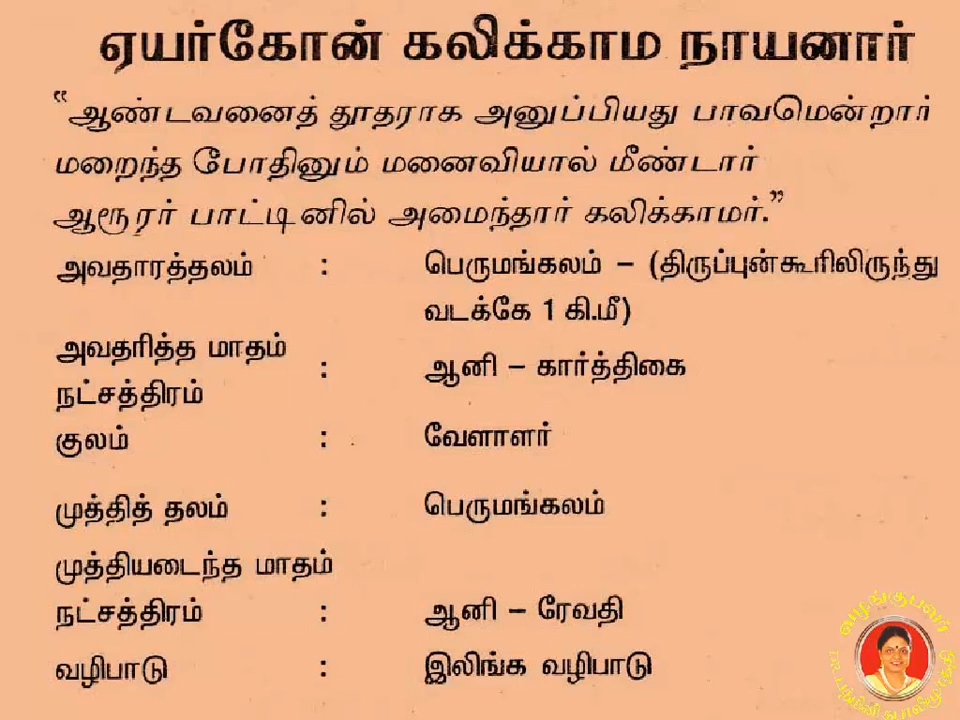 ஏயர்கோன் கலிக்காம நாயனார்
“ஆண்டவனைத் தூதராக அனுப்பியது பாவமென்றார்
மறைந்த போதினும் மனைவியால் மீண்டார்
ஆரூரர் பாட்டினில் அமைந்தார் கலிக்காமர்.”
அவதாரத்தலம் : பெருமங்கலம் – (திருப்புன்கூரிலிருந்து
வடக்கே 1 கி.மீ)
அவதரித்த மாதம்
நட்சத்திரம் : ஆனி – கார்த்திகை
குலம் : வேளாளர்
முத்தித் தலம் : பெருமங்கலம்
முத்தியடைந்த மாதம்
நட்சத்திரம் : ஆனி – ரேவதி
வழிபாடு : இலிங்க வழிபாடு
வழங்குபவர்